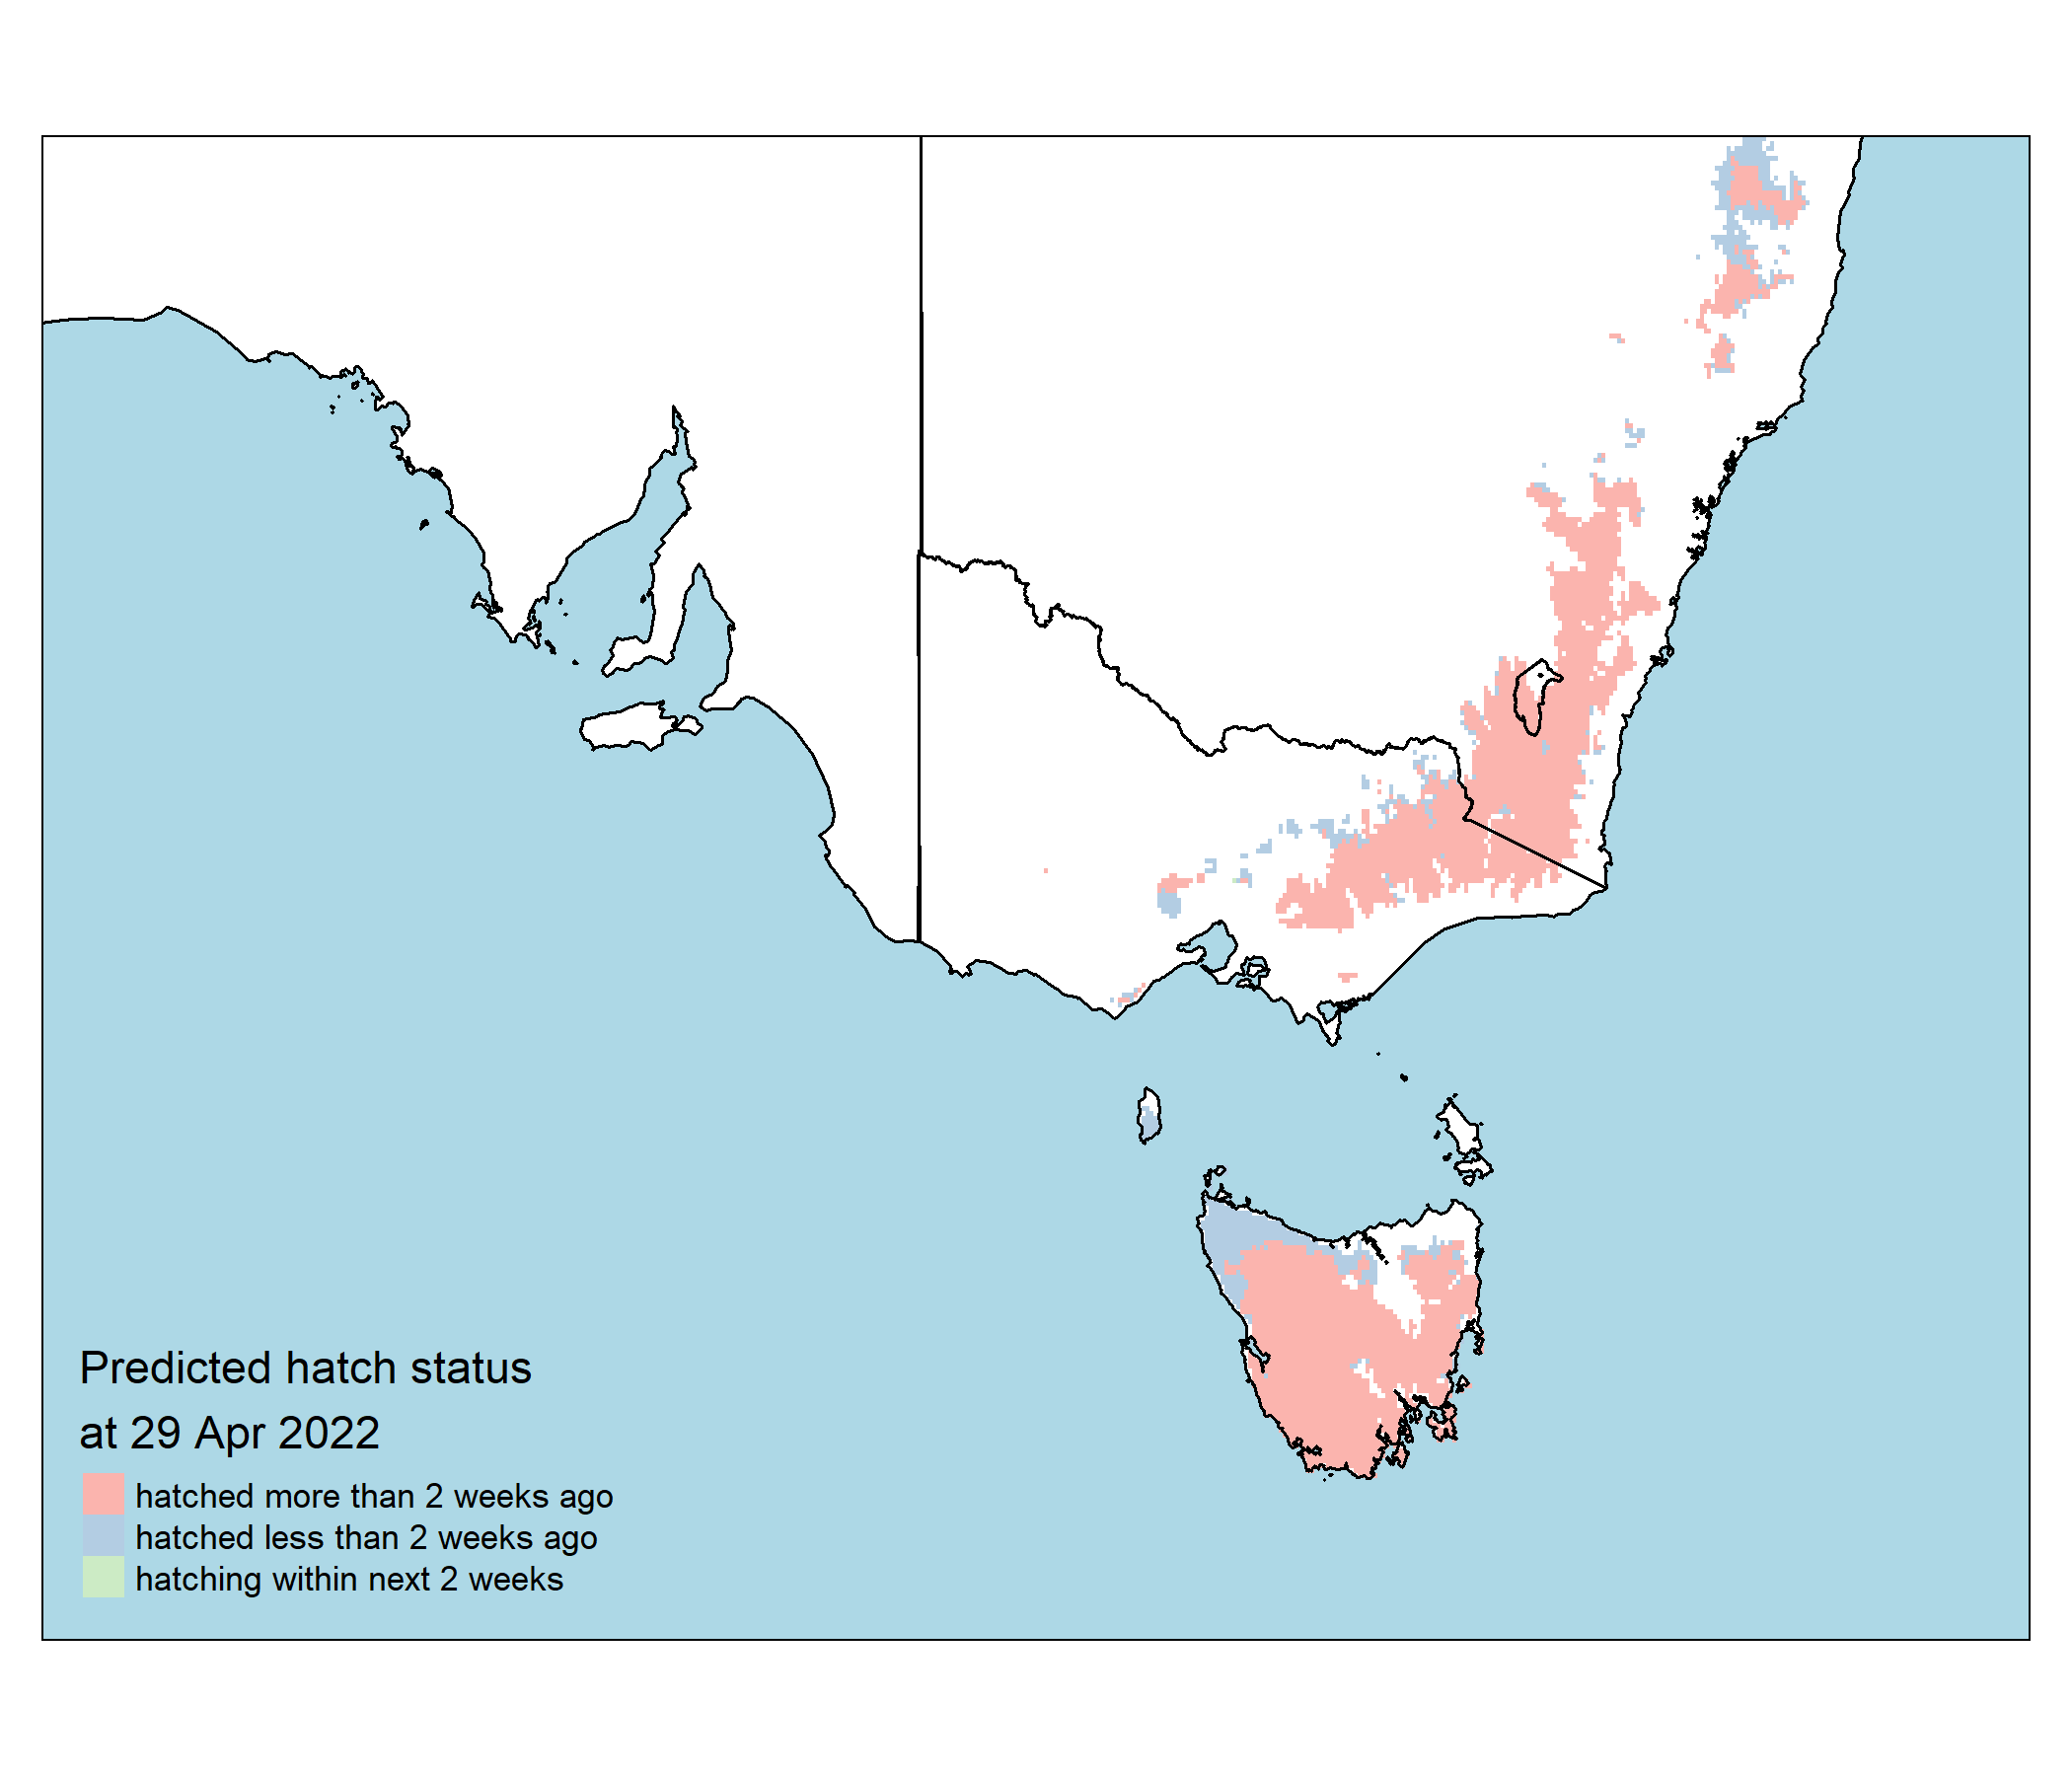 Predicted hatch status
at 29 Apr 2022
hatched more than 2 weeks ago
hatched less than 2 weeks ago
hatching within next 2 weeks